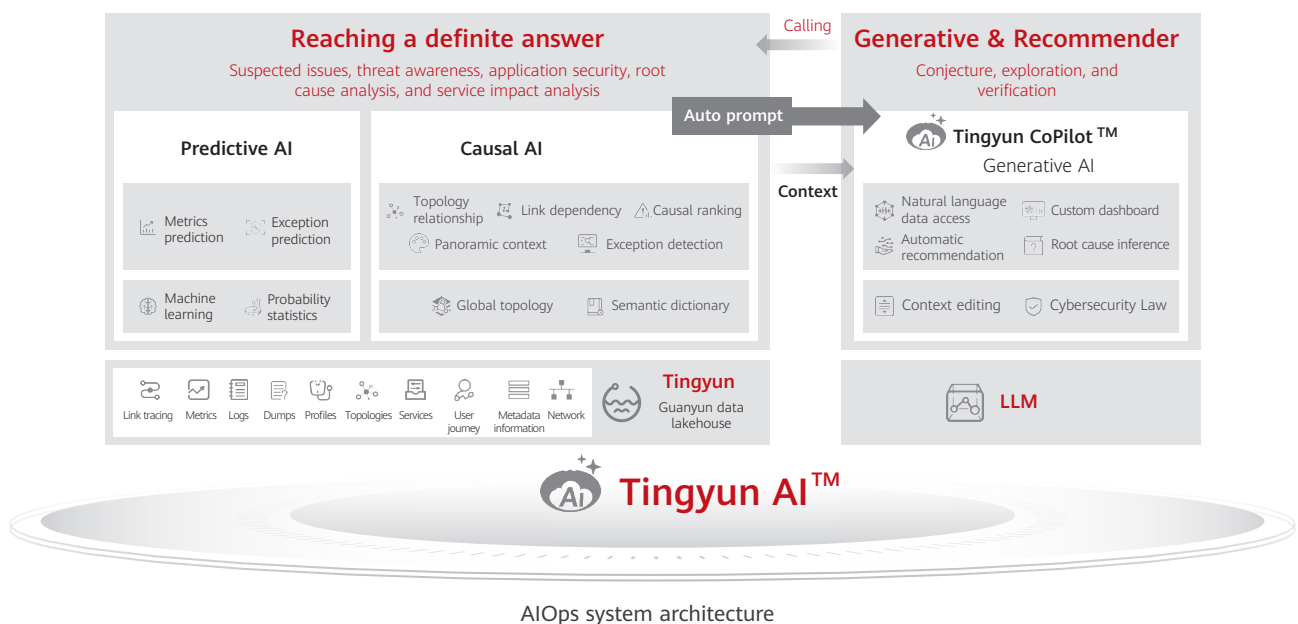 Reaching a definite answer
Suspected issues, threat awareness, application security, root
cause analysis, and service impact analysis
Calling
Generative & Recommender
Conjecture, exploration, and
verification
Auto prompt
Context
Predictive AI
Metrics
prediction
Exception
prediction
Machine
learning
Probability
statistics
Causal AI
Topology
relationship
Link dependency
Causal ranking
Panoramic context
Exception detection
Global topology
Semantic dictionary
Ai
Tingyun CoPilot™
Generative AI
Natural language
data access
Custom dashboard
Automatic
recommendation
Root cause inference
Context editing
Cybersecurity Law
Link tracing
Metrics
Logs
Dumps
Profiles
Topologies
Services
User
journey
Metadata
information
Network
Tingyun
Guanyun data
lakehouse
LLM
Ai
Tingyun AI™
AIOps system architecture